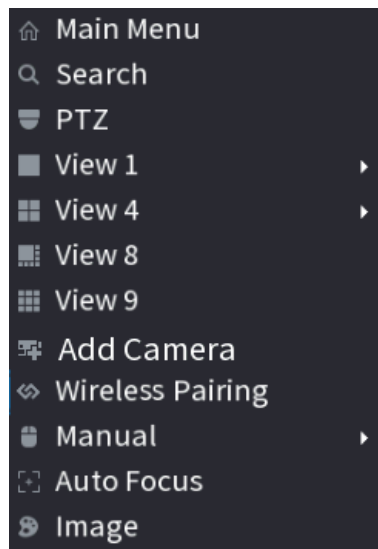 Main Menu
Search
PTZ
View 1
View 4
View 8
View 9
Add Camera
Wireless Pairing
Manual
Auto Focus
Image